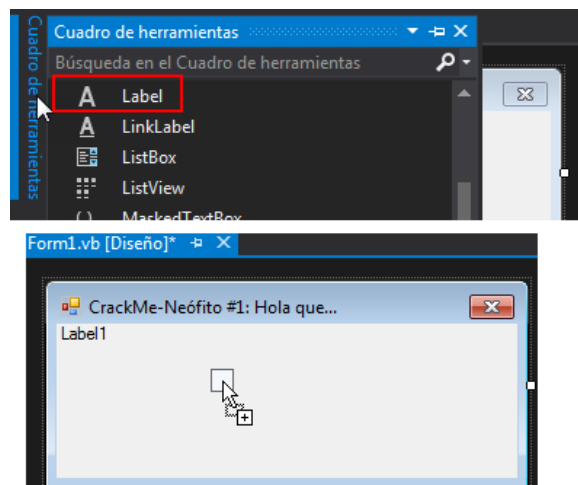 Cuadro de herramientas
Cuadro de herramientas
Búsqueda en el Cuadro de herramientas
A Label
A LinkLabel
ListBox
ListView
MaskedTextBox
Form1.vb [Diseño]*
CrackMe-Neófito #1: Hola que...
Label1